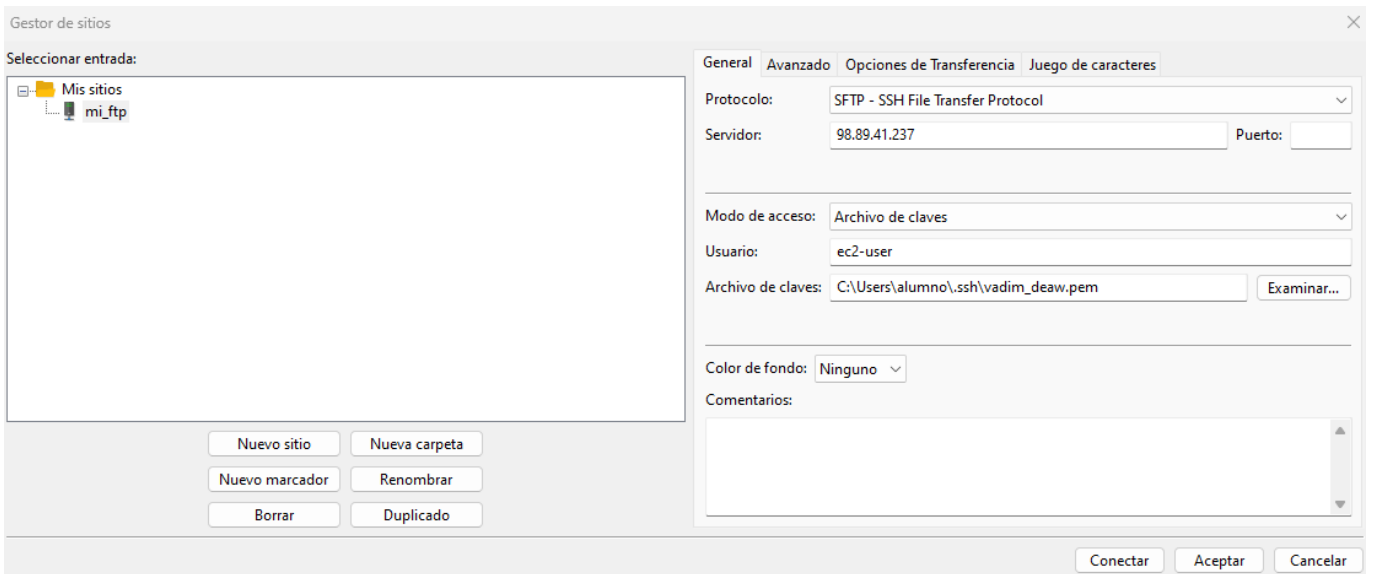 Gestor de sitios
Seleccionar entrada:
Mis sitios
mi_ftp
Nuevo sitio Nueva carpeta
Nuevo marcador Renombrar
Borrar Duplicado
General Avanzado Opciones de Transferencia Juego de caracteres
Protocolo: SFTP - SSH File Transfer Protocol
Servidor: 98.89.41.237 Puerto:
Modo de acceso: Archivo de claves
Usuario: ec2-user
Archivo de claves: C:\Users\alumno\.ssh\vadim_deaw.pem Examinar...
Color de fondo: Ninguno
Comentarios:
Conectar Aceptar Cancelar